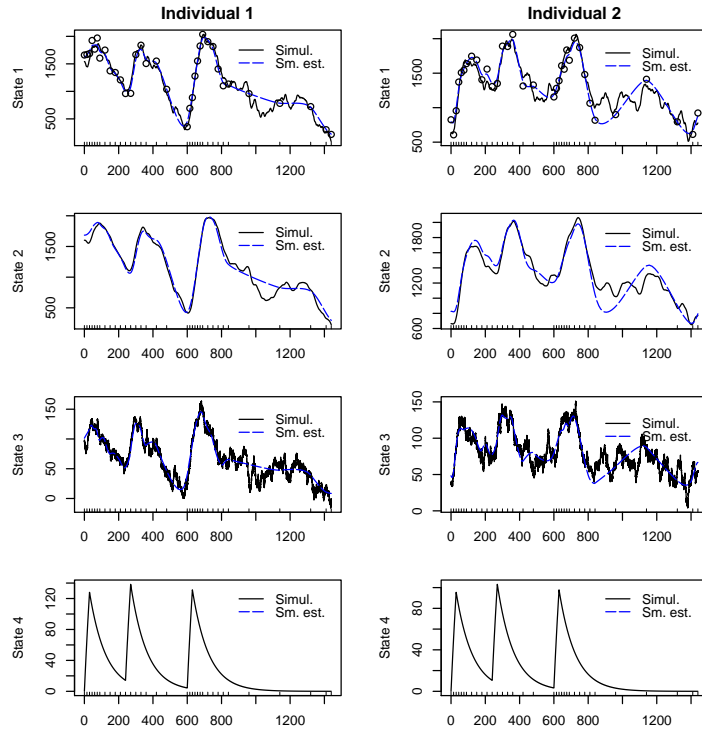 Individual 1
State 1
500
1500
Simul.
Sm. est.
0 200 400 600 800 1200
State 2
500
1500
Simul.
Sm. est.
0 200 400 600 800 1200
State 3
0 50 100 150
Simul.
Sm. est.
0 200 400 600 800 1200
State 4
0 40 80 120
Simul.
Sm. est.
0 200 400 600 800 1200
Individual 2
State 1
500
1500
Simul.
Sm. est.
0 200 400 600 800 1200
State 2
600 1200 1800
Simul.
Sm. est.
0 200 400 600 800 1200
State 3
0 50 100 150
Simul.
Sm. est.
0 200 400 600 800 1200
State 4
0 40 80
Simul.
Sm. est.
0 200 400 600 800 1200